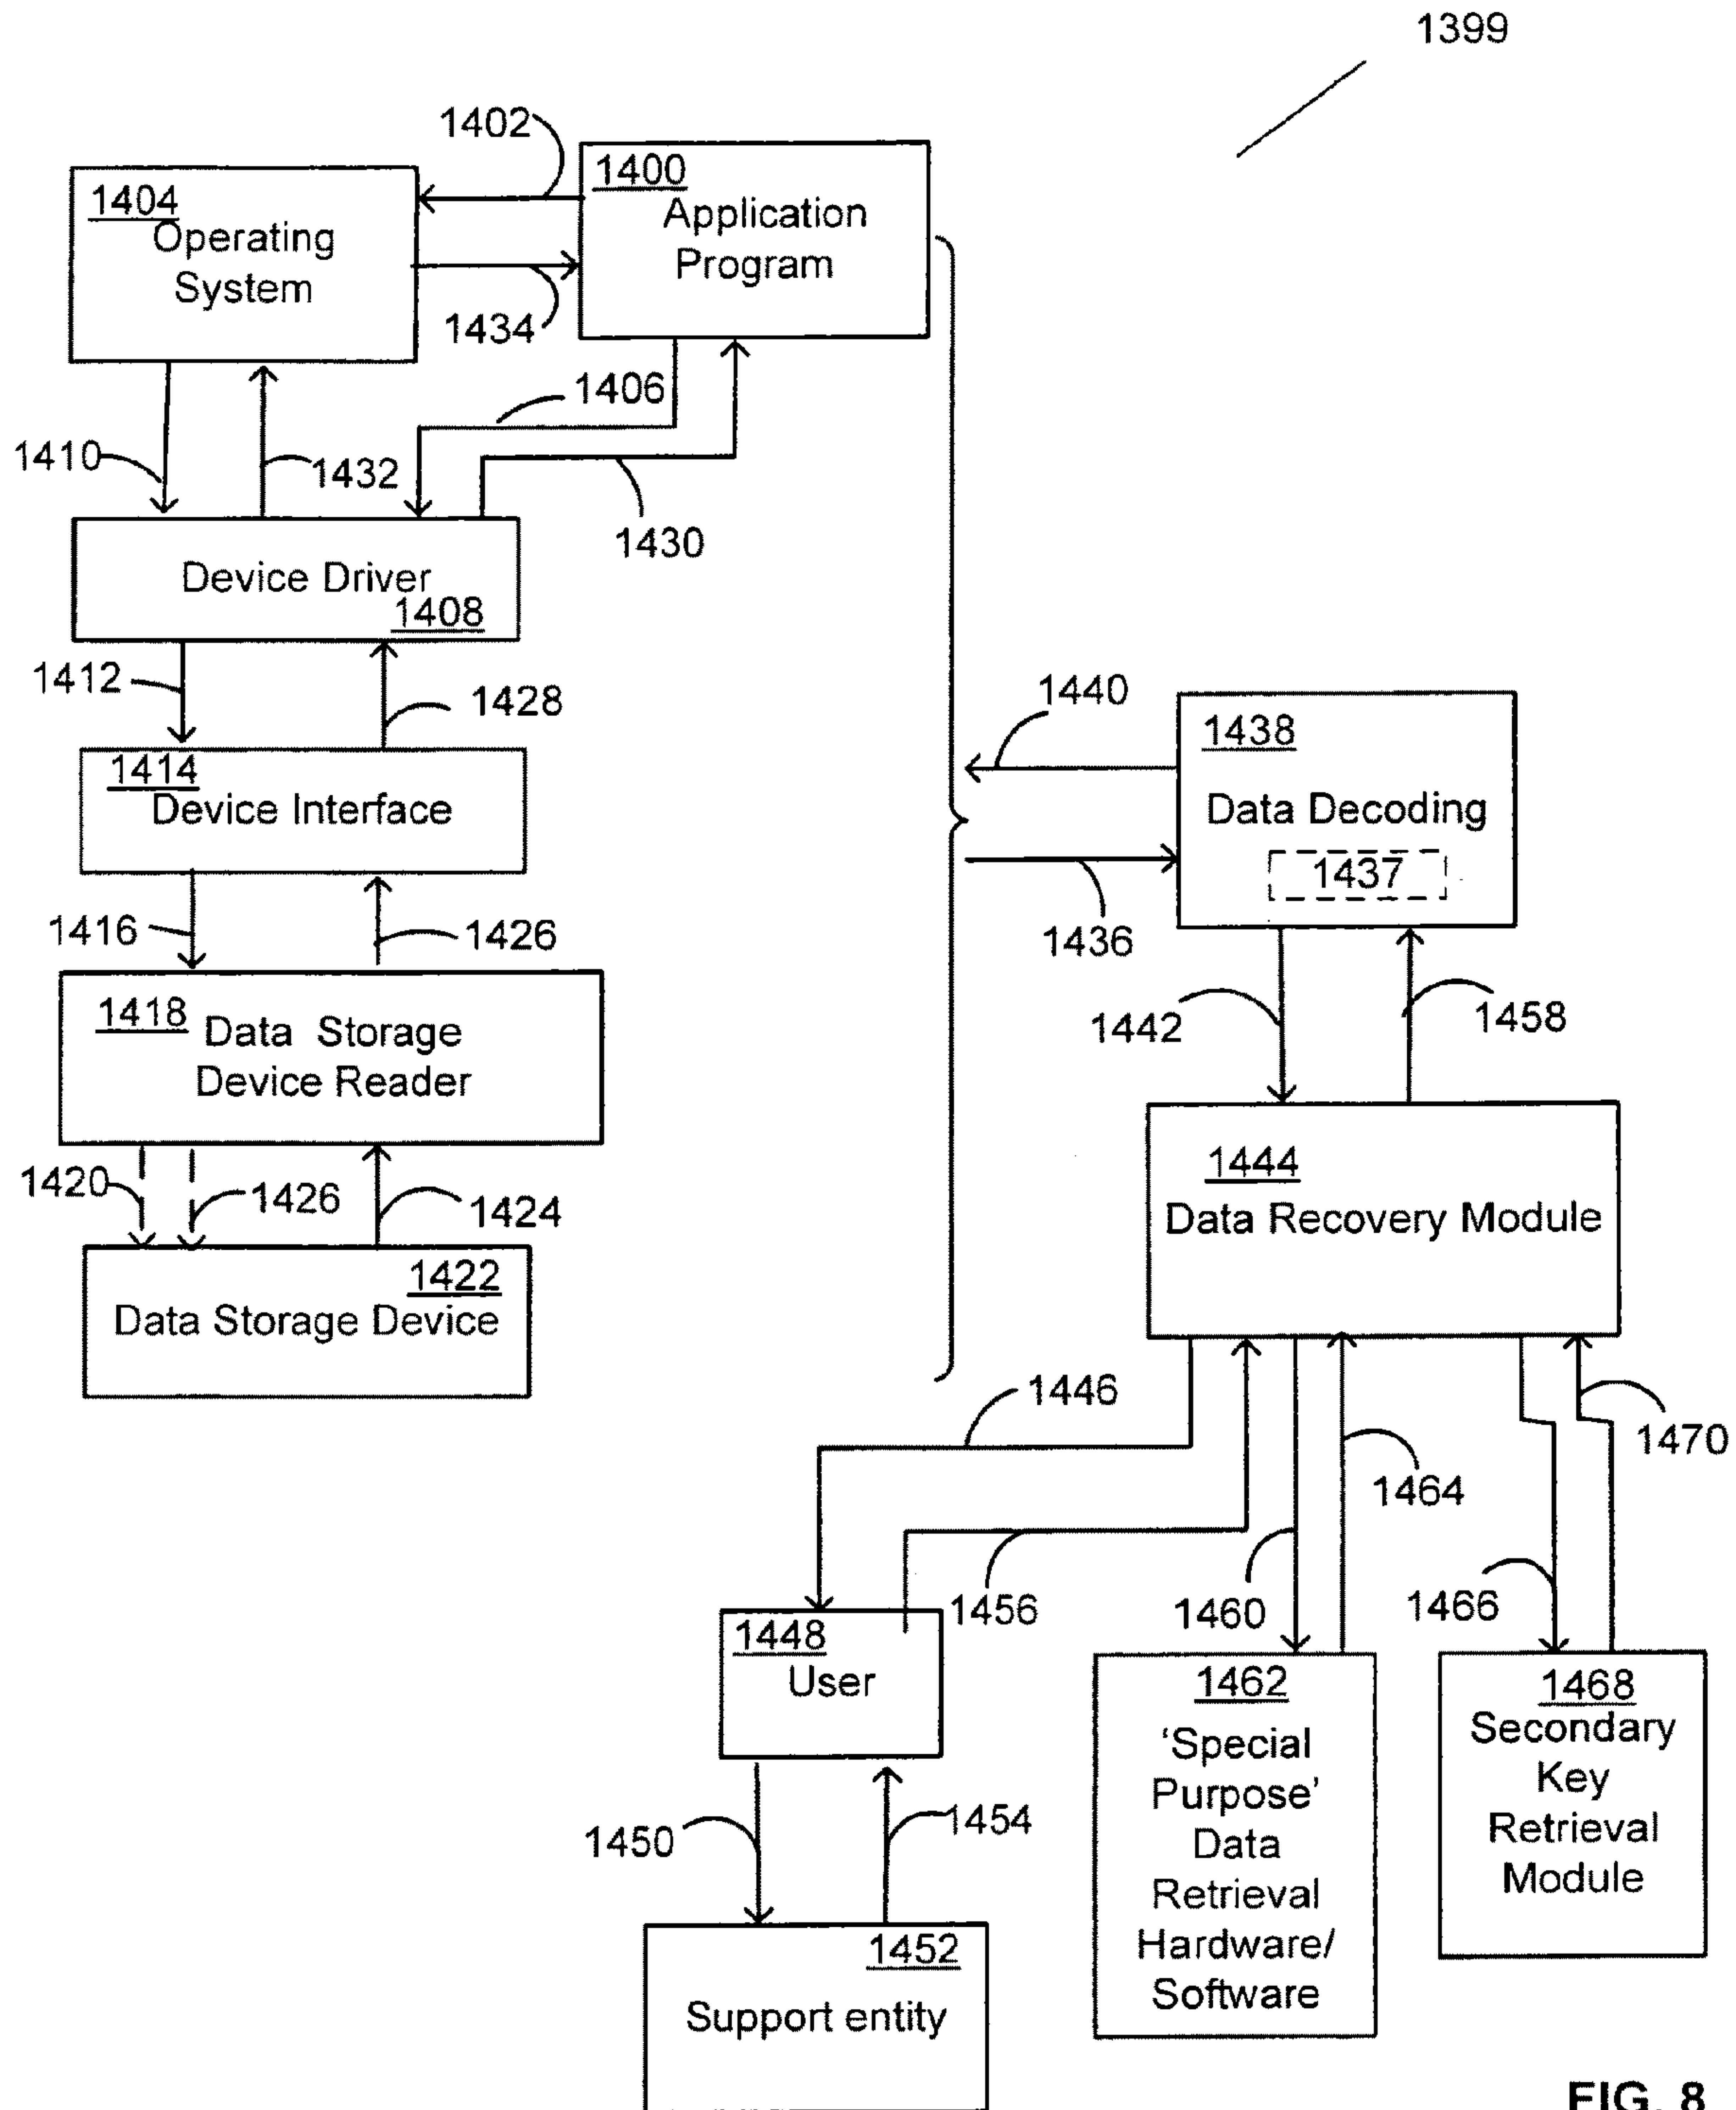 1399
1402
1400
Application
Program
1404
Operating
System
1434
1406
1410
1432
1430
Device Driver
1408
1412
1428
1440
1438
Data Decoding
1437
1414
Device Interface
1416
1426
1436
1442
1458
1418 Data Storage
Device Reader
1420
1426
1424
1444
Data Recovery Module
1422
Data Storage Device
1446
1470
1464
1456
1460
1466
1448
User
1462
'Special
Purpose'
Data
Retrieval
Hardware/
Software
1468
Secondary
Key
Retrieval
Module
1450
1454
1452
Support entity
FIG. 8